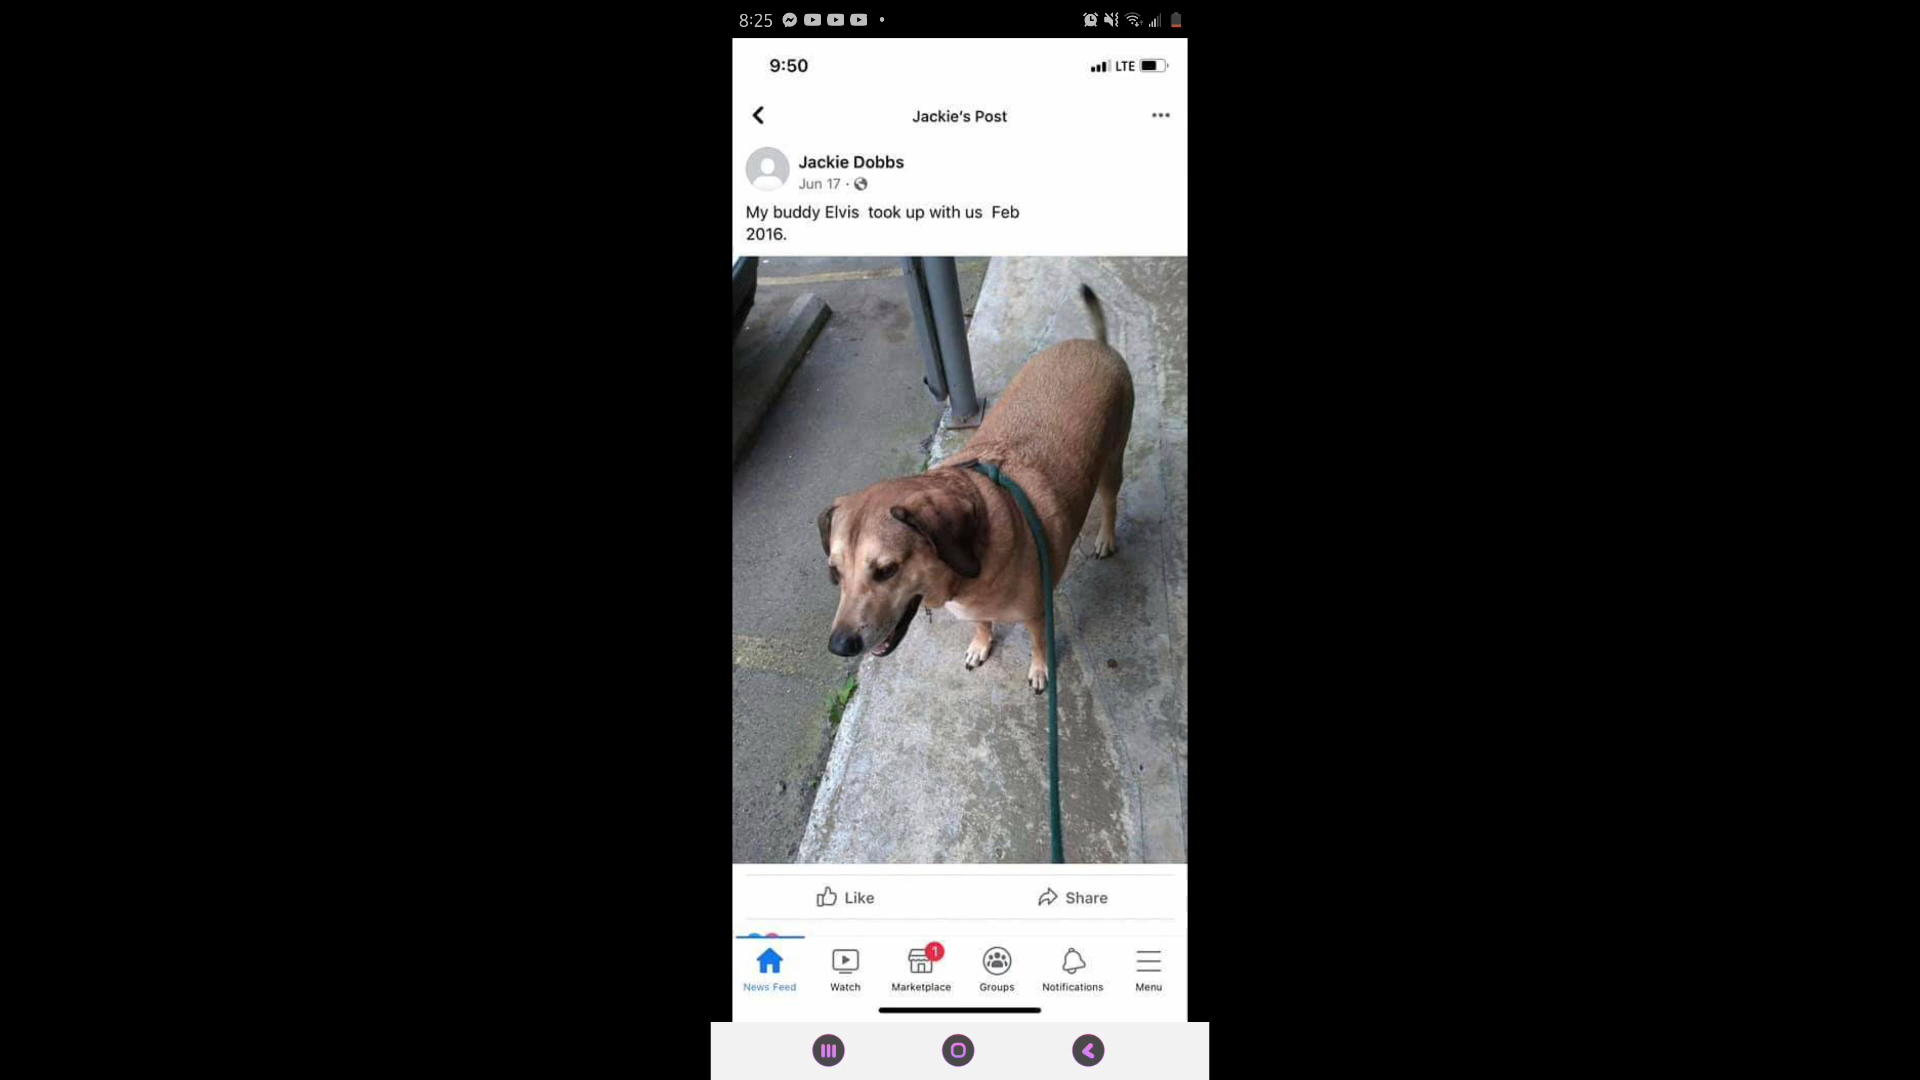 8:25
9:50
LTE
Jackie's Post
Jackie Dobbs
Jun 17 ·
My buddy Elvis  took up with us  Feb
2016.
Like
Share
1
News Feed
Watch
Marketplace
Groups
Notifications
Menu